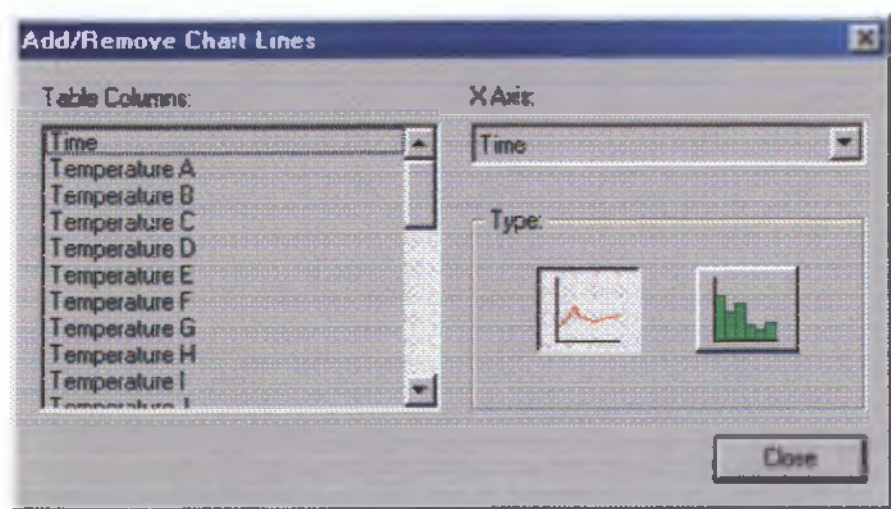 Add/Remove Chart Lines
Table Columns:
X Axis:
Time
Temperature A
Temperature B
Temperature C
Temperature D
Temperature E
Temperature F
Temperature G
Temperature H
Temperature I
Time
Type:
Close